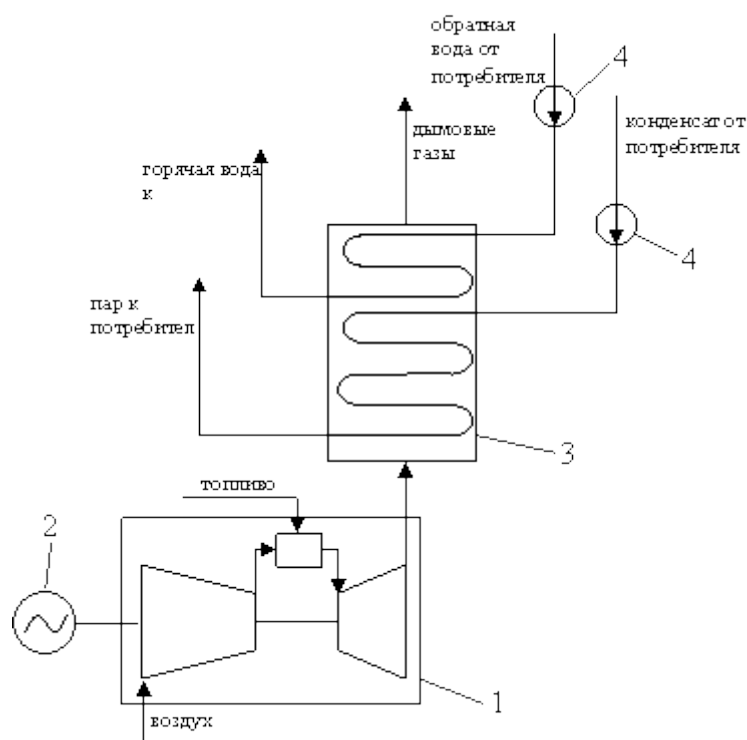 обратная
вода от
потребителя
4
конденсат от
потребителя
дымовые
газы
горячая вода
к
4
пар к
потребител
3
топливо
2
1
воздух